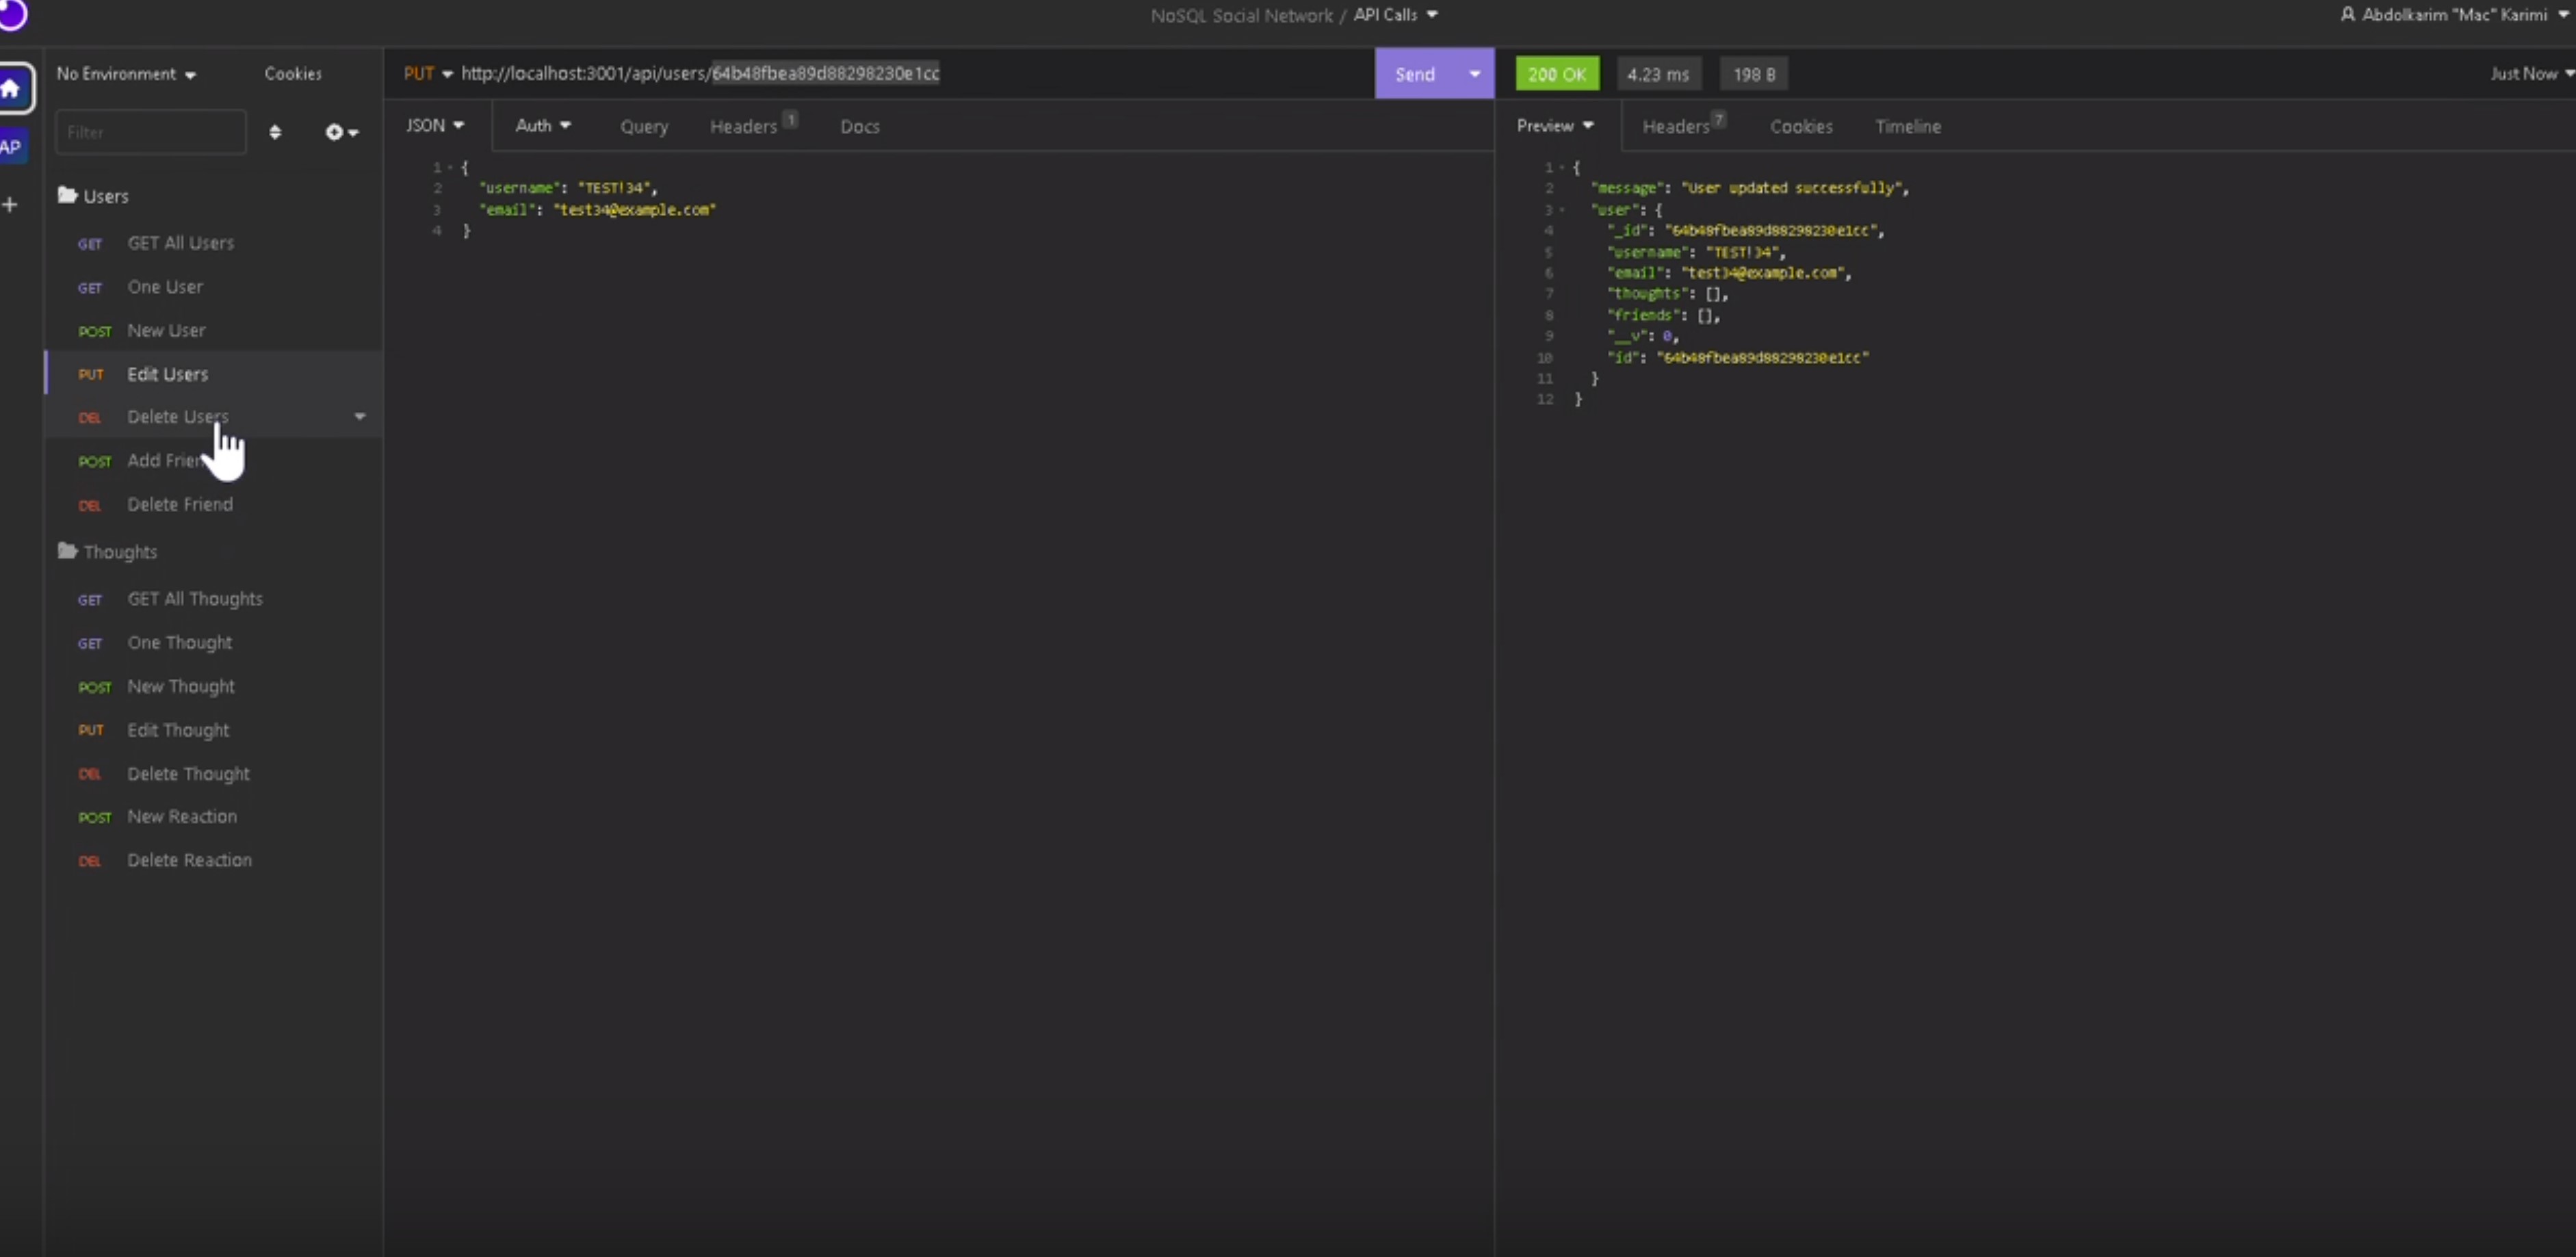 NoSQL Social Network / API Calls
Abdolkarim "Mac" Karimi
No Environment
Cookies
Filter
AP
Users
GET GET All Users
GET One User
POST New User
PUT Edit Users
DEL Delete Users
POST Add Frien
DEL Delete Friend
Thoughts
GET GET All Thoughts
GET One Thought
POST New Thought
PUT Edit Thought
DEL Delete Thought
POST New Reaction
DEL Delete Reaction
PUT http://localhost:3001/api/users/64b48fbea89d88298230e1cc
Send
JSON Auth Query Headers 1 Docs
1 {
2 "username": "TEST!34",
3 "email": "test34@example.com"
4 }
200 OK 4.23 ms 198 B Just Now
Preview Headers 7 Cookies Timeline
1 {
2 "message": "User updated successfully",
3 "user": {
4 "_id": "64b48fbea89d88298230e1cc",
5 "username": "TEST!34",
6 "email": "test34@example.com",
7 "thoughts": [],
8 "friends": [],
9 "__v": 0,
10 "id": "64b48fbea89d88298230e1cc"
11 }
12 }